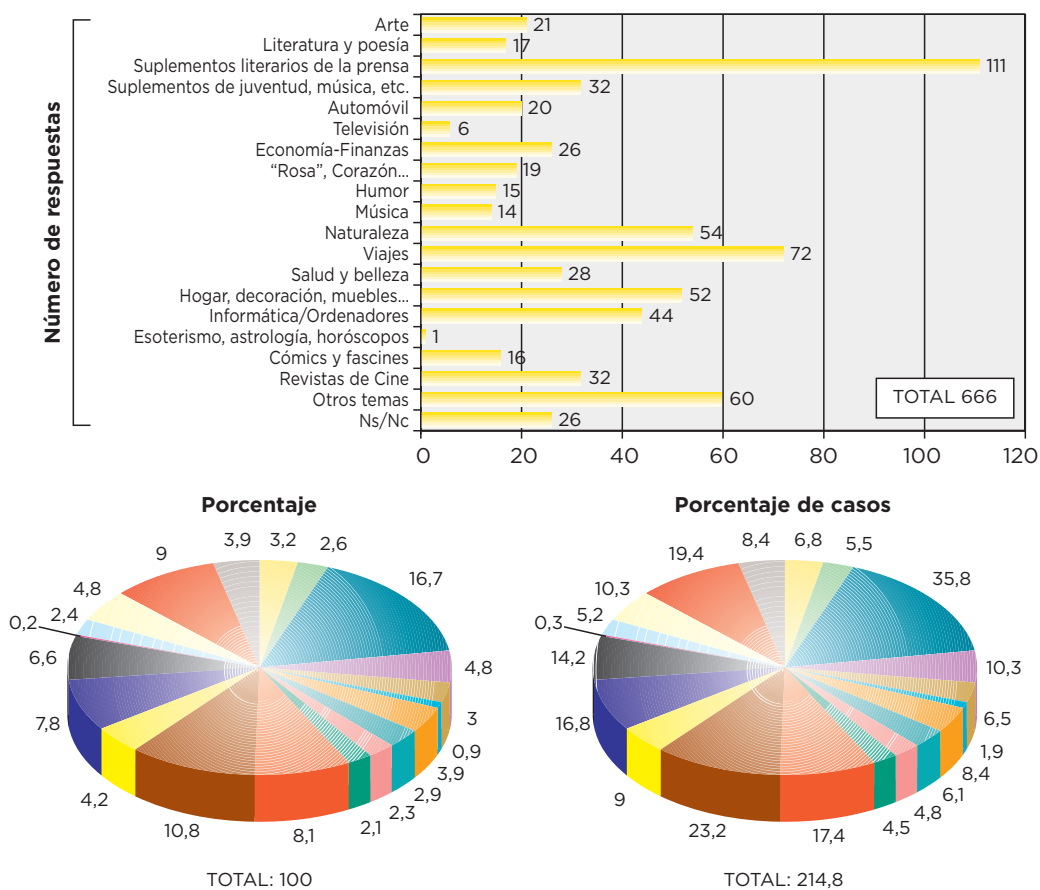 Número de respuestas
Arte 21
Literatura y poesía 17
Suplementos literarios de la prensa 111
Suplementos de juventud, música, etc. 32
Automóvil 20
Televisión 6
Economía-Finanzas 26
“Rosa”, Corazón... 19
Humor 15
Música 14
Naturaleza 54
Viajes 72
Salud y belleza 28
Hogar, decoración, muebles... 52
Informática/Ordenadores 44
Esoterismo, astrología, horóscopos 1
Cómics y fascines 16
Revistas de Cine 32
Otros temas 60
Ns/Nc 26
TOTAL 666
0 20 40 60 80 100 120
Porcentaje
3,2
2,6
16,7
4,8
3
0,9
3,9
2,9
2,3
2,1
8,1
10,8
4,2
7,8
6,6
0,2
2,4
4,8
9
3,9
TOTAL: 100
Porcentaje de casos
6,8
5,5
35,8
10,3
6,5
1,9
8,4
6,1
4,8
4,5
17,4
23,2
9
16,8
14,2
0,3
5,2
10,3
19,4
8,4
TOTAL: 214,8